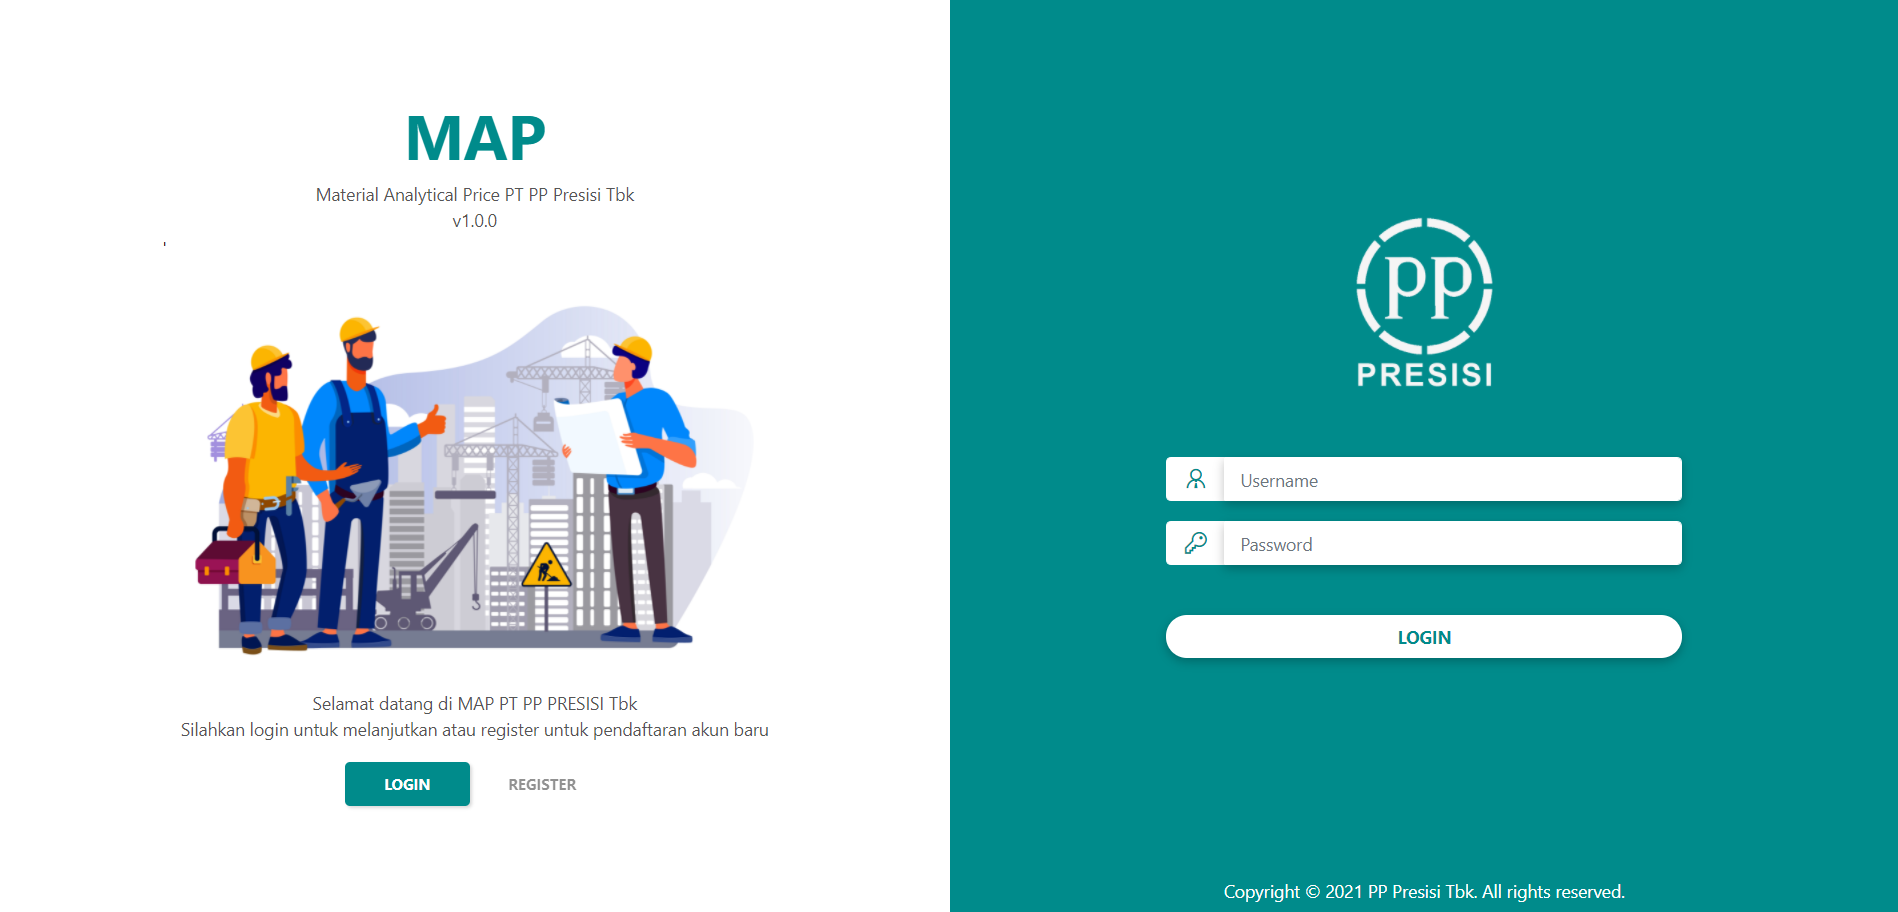 MAP
Material Analytical Price PT PP Presisi Tbk
v1.0.0
'
Selamat datang di MAP PT PP PRESISI Tbk
Silahkan login untuk melanjutkan atau register untuk pendaftaran akun baru
LOGIN
REGISTER
pp
PRESISI
Username
Password
LOGIN
Copyright © 2021 PP Presisi Tbk. All rights reserved.